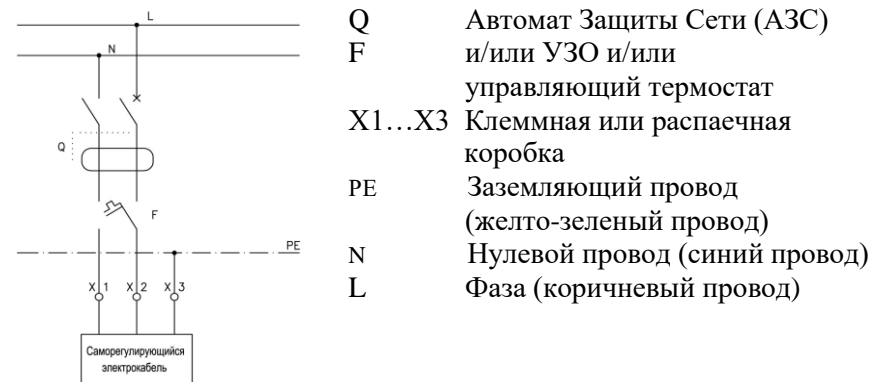 L
N
Q
F
PE
X 1 X 2 X 3
Саморегулирующийся
электрокабель
Q Автомат Защиты Сети (АЗС)
F и/или УЗО и/или
управляющий термостат
X1…X3 Клеммная или распаечная
коробка
PE Заземляющий провод
(желто-зеленый провод)
N Нулевой провод (синий провод)
L Фаза (коричневый провод)